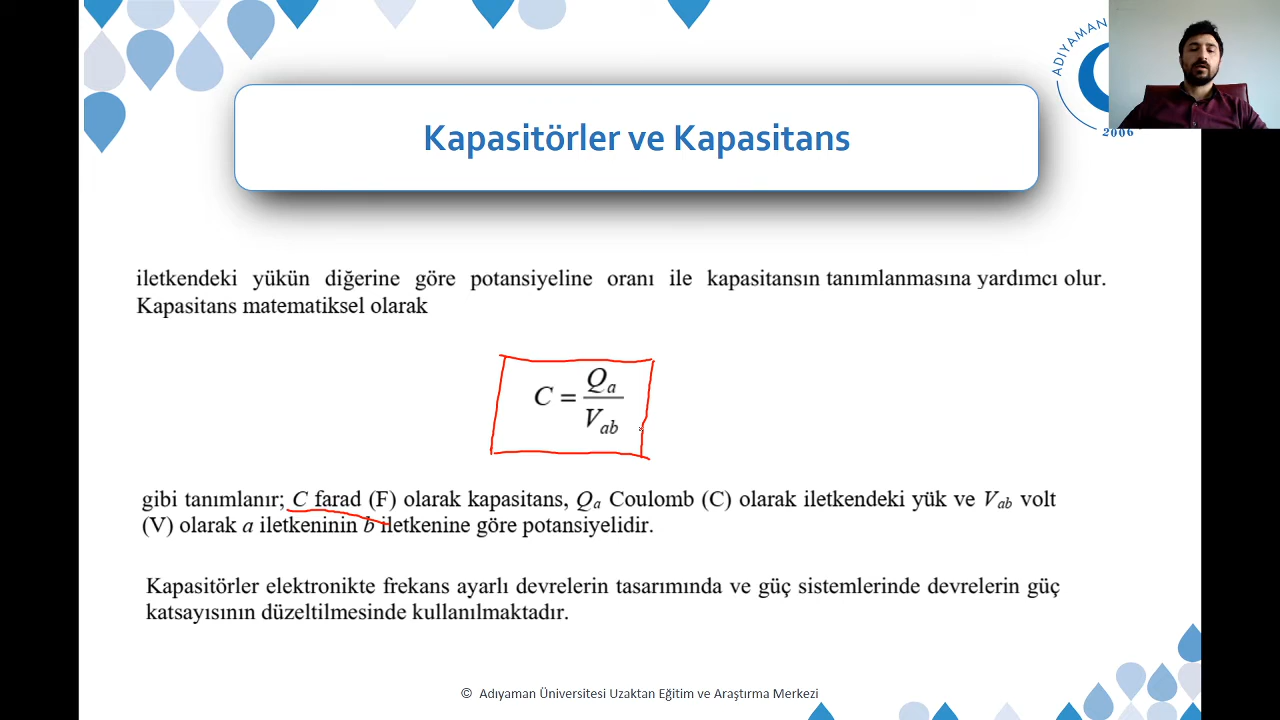 ADIYAMAN
2006
Kapasitörler ve Kapasitans
iletkendeki yükün diğerine göre potansiyeline oranı ile kapasitansın tanımlanmasına yardımcı olur.
Kapasitans matematiksel olarak
C = Qa / Vab
gibi tanımlanır; C farad (F) olarak kapasitans, Qa Coulomb (C) olarak iletkendeki yük ve Vab volt
(V) olarak a iletkeninin b iletkenine göre potansiyelidir.
Kapasitörler elektronikte frekans ayarlı devrelerin tasarımında ve güç sistemlerinde devrelerin güç
katsayısının düzeltilmesinde kullanılmaktadır.
© Adıyaman Üniversitesi Uzaktan Eğitim ve Araştırma Merkezi